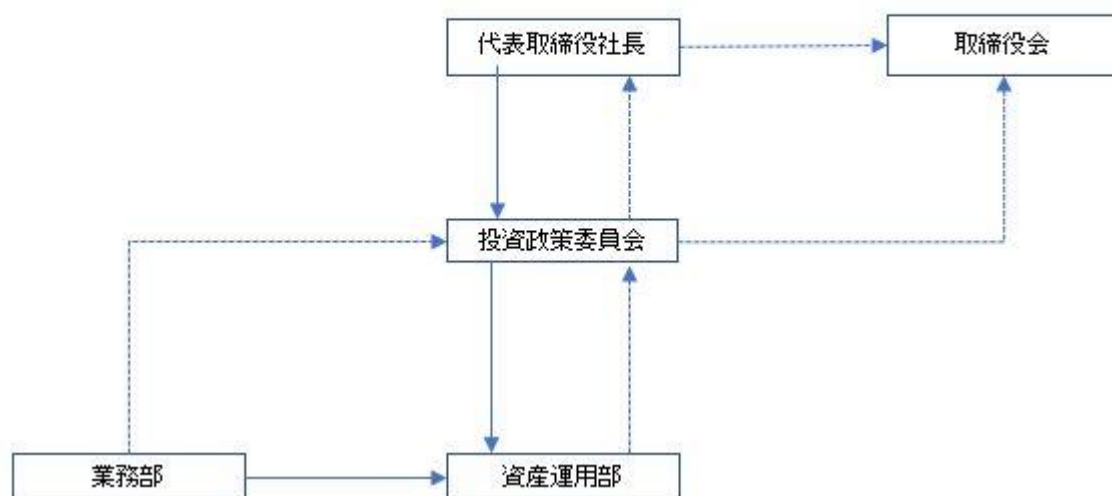 代表取締役社長
取締役会
投資政策委員会
業務部
資産運用部